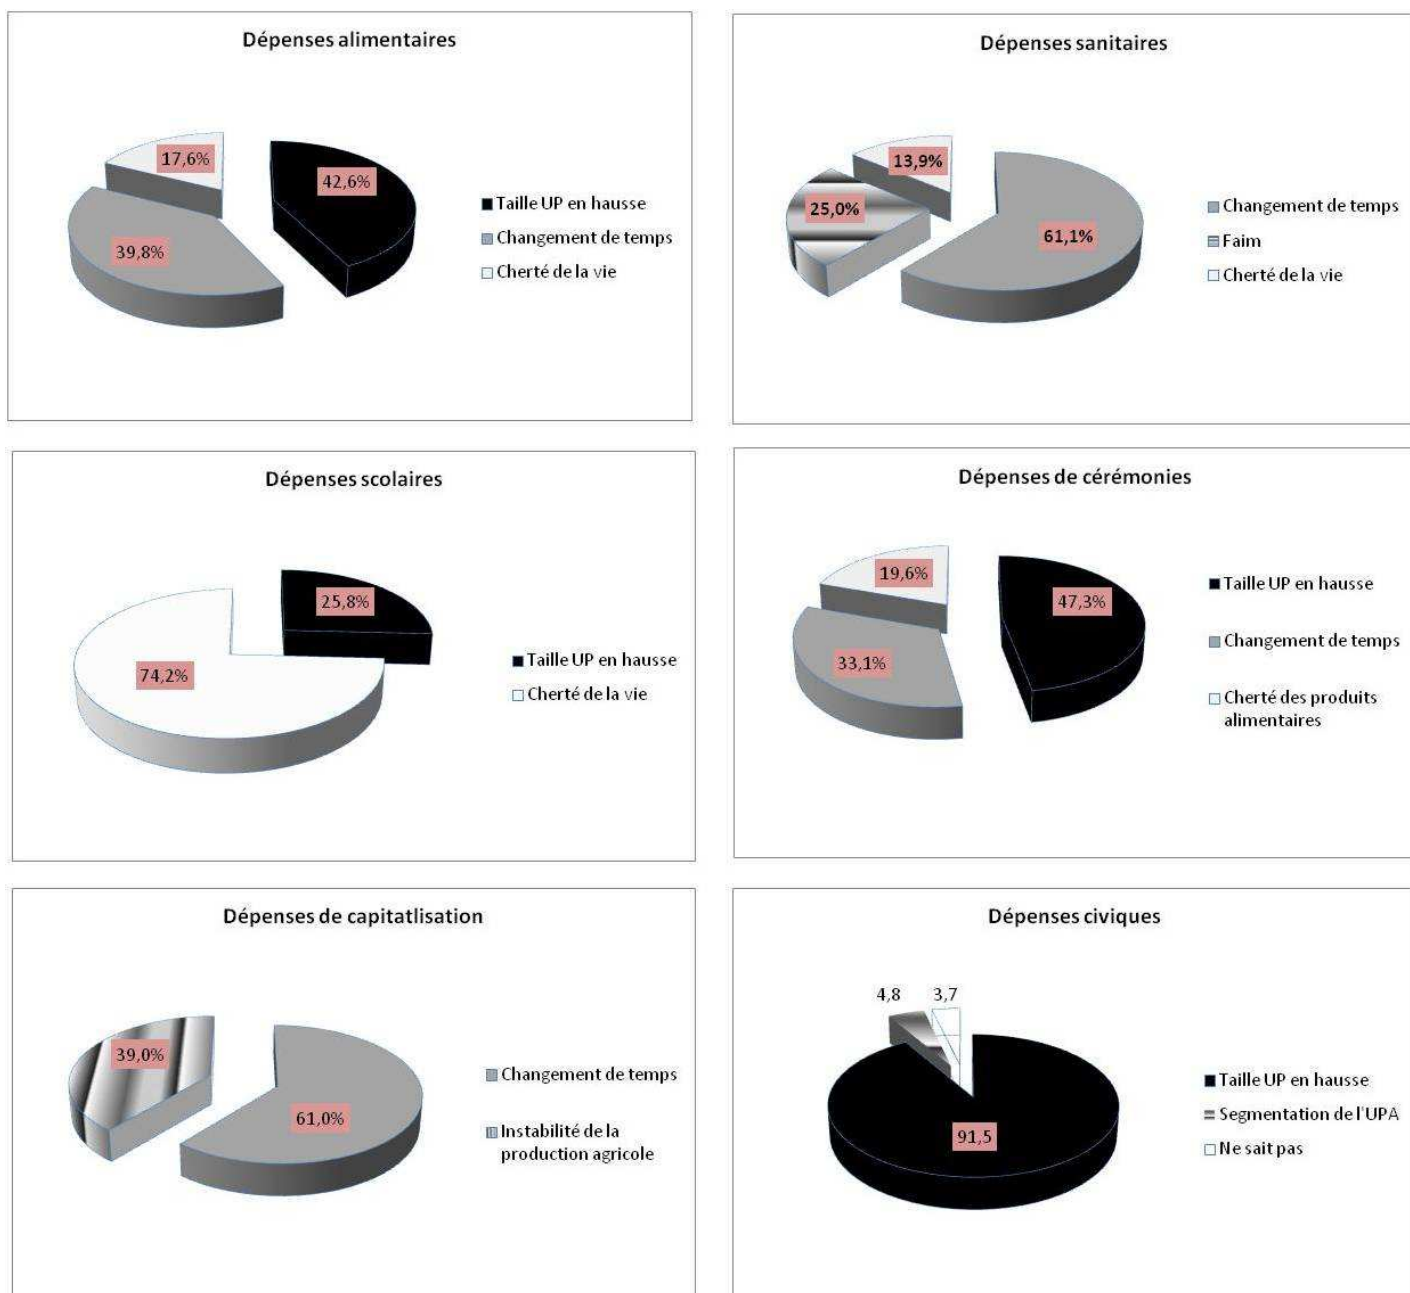 Dépenses alimentaires
17,6%
42,6%
39,8%
Taille UP en hausse
Changement de temps
Cherté de la vie
Dépenses sanitaires
13,9%
25,0%
61,1%
Changement de temps
Faim
Cherté de la vie
Dépenses scolaires
25,8%
74,2%
Taille UP en hausse
Cherté de la vie
Dépenses de cérémonies
19,6%
47,3%
33,1%
Taille UP en hausse
Changement de temps
Cherté des produits
alimentaires
Dépenses de capitatlisation
39,0%
61,0%
Changement de temps
Instabilité de la
production agricole
Dépenses civiques
4,8
3,7
91,5
Taille UP en hausse
Segmentation de l'UPA
Ne sait pas